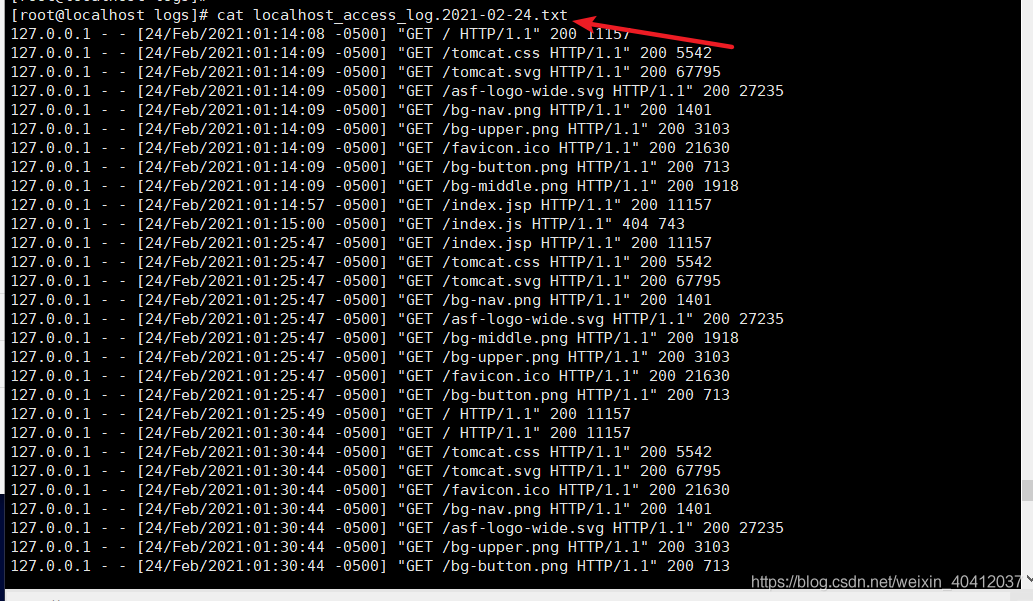 [root@localhost logs]# cat localhost_access_log.2021-02-24.txt
127.0.0.1 - - [24/Feb/2021:01:14:08 -0500] "GET / HTTP/1.1" 200 11157
127.0.0.1 - - [24/Feb/2021:01:14:09 -0500] "GET /tomcat.css HTTP/1.1" 200 5542
127.0.0.1 - - [24/Feb/2021:01:14:09 -0500] "GET /tomcat.svg HTTP/1.1" 200 67795
127.0.0.1 - - [24/Feb/2021:01:14:09 -0500] "GET /asf-logo-wide.svg HTTP/1.1" 200 27235
127.0.0.1 - - [24/Feb/2021:01:14:09 -0500] "GET /bg-nav.png HTTP/1.1" 200 1401
127.0.0.1 - - [24/Feb/2021:01:14:09 -0500] "GET /bg-upper.png HTTP/1.1" 200 3103
127.0.0.1 - - [24/Feb/2021:01:14:09 -0500] "GET /favicon.ico HTTP/1.1" 200 21630
127.0.0.1 - - [24/Feb/2021:01:14:09 -0500] "GET /bg-button.png HTTP/1.1" 200 713
127.0.0.1 - - [24/Feb/2021:01:14:09 -0500] "GET /bg-middle.png HTTP/1.1" 200 1918
127.0.0.1 - - [24/Feb/2021:01:14:57 -0500] "GET /index.jsp HTTP/1.1" 200 11157
127.0.0.1 - - [24/Feb/2021:01:15:00 -0500] "GET /index.js HTTP/1.1" 404 743
127.0.0.1 - - [24/Feb/2021:01:25:47 -0500] "GET /index.jsp HTTP/1.1" 200 11157
127.0.0.1 - - [24/Feb/2021:01:25:47 -0500] "GET /tomcat.css HTTP/1.1" 200 5542
127.0.0.1 - - [24/Feb/2021:01:25:47 -0500] "GET /tomcat.svg HTTP/1.1" 200 67795
127.0.0.1 - - [24/Feb/2021:01:25:47 -0500] "GET /bg-nav.png HTTP/1.1" 200 1401
127.0.0.1 - - [24/Feb/2021:01:25:47 -0500] "GET /asf-logo-wide.svg HTTP/1.1" 200 27235
127.0.0.1 - - [24/Feb/2021:01:25:47 -0500] "GET /bg-middle.png HTTP/1.1" 200 1918
127.0.0.1 - - [24/Feb/2021:01:25:47 -0500] "GET /bg-upper.png HTTP/1.1" 200 3103
127.0.0.1 - - [24/Feb/2021:01:25:47 -0500] "GET /favicon.ico HTTP/1.1" 200 21630
127.0.0.1 - - [24/Feb/2021:01:25:47 -0500] "GET /bg-button.png HTTP/1.1" 200 713
127.0.0.1 - - [24/Feb/2021:01:25:49 -0500] "GET / HTTP/1.1" 200 11157
127.0.0.1 - - [24/Feb/2021:01:30:44 -0500] "GET / HTTP/1.1" 200 11157
127.0.0.1 - - [24/Feb/2021:01:30:44 -0500] "GET /tomcat.css HTTP/1.1" 200 5542
127.0.0.1 - - [24/Feb/2021:01:30:44 -0500] "GET /tomcat.svg HTTP/1.1" 200 67795
127.0.0.1 - - [24/Feb/2021:01:30:44 -0500] "GET /favicon.ico HTTP/1.1" 200 21630
127.0.0.1 - - [24/Feb/2021:01:30:44 -0500] "GET /bg-nav.png HTTP/1.1" 200 1401
127.0.0.1 - - [24/Feb/2021:01:30:44 -0500] "GET /asf-logo-wide.svg HTTP/1.1" 200 27235
127.0.0.1 - - [24/Feb/2021:01:30:44 -0500] "GET /bg-upper.png HTTP/1.1" 200 3103
127.0.0.1 - - [24/Feb/2021:01:30:44 -0500] "GET /bg-button.png HTTP/1.1" 200 713
https://blog.csdn.net/weixin_40412037